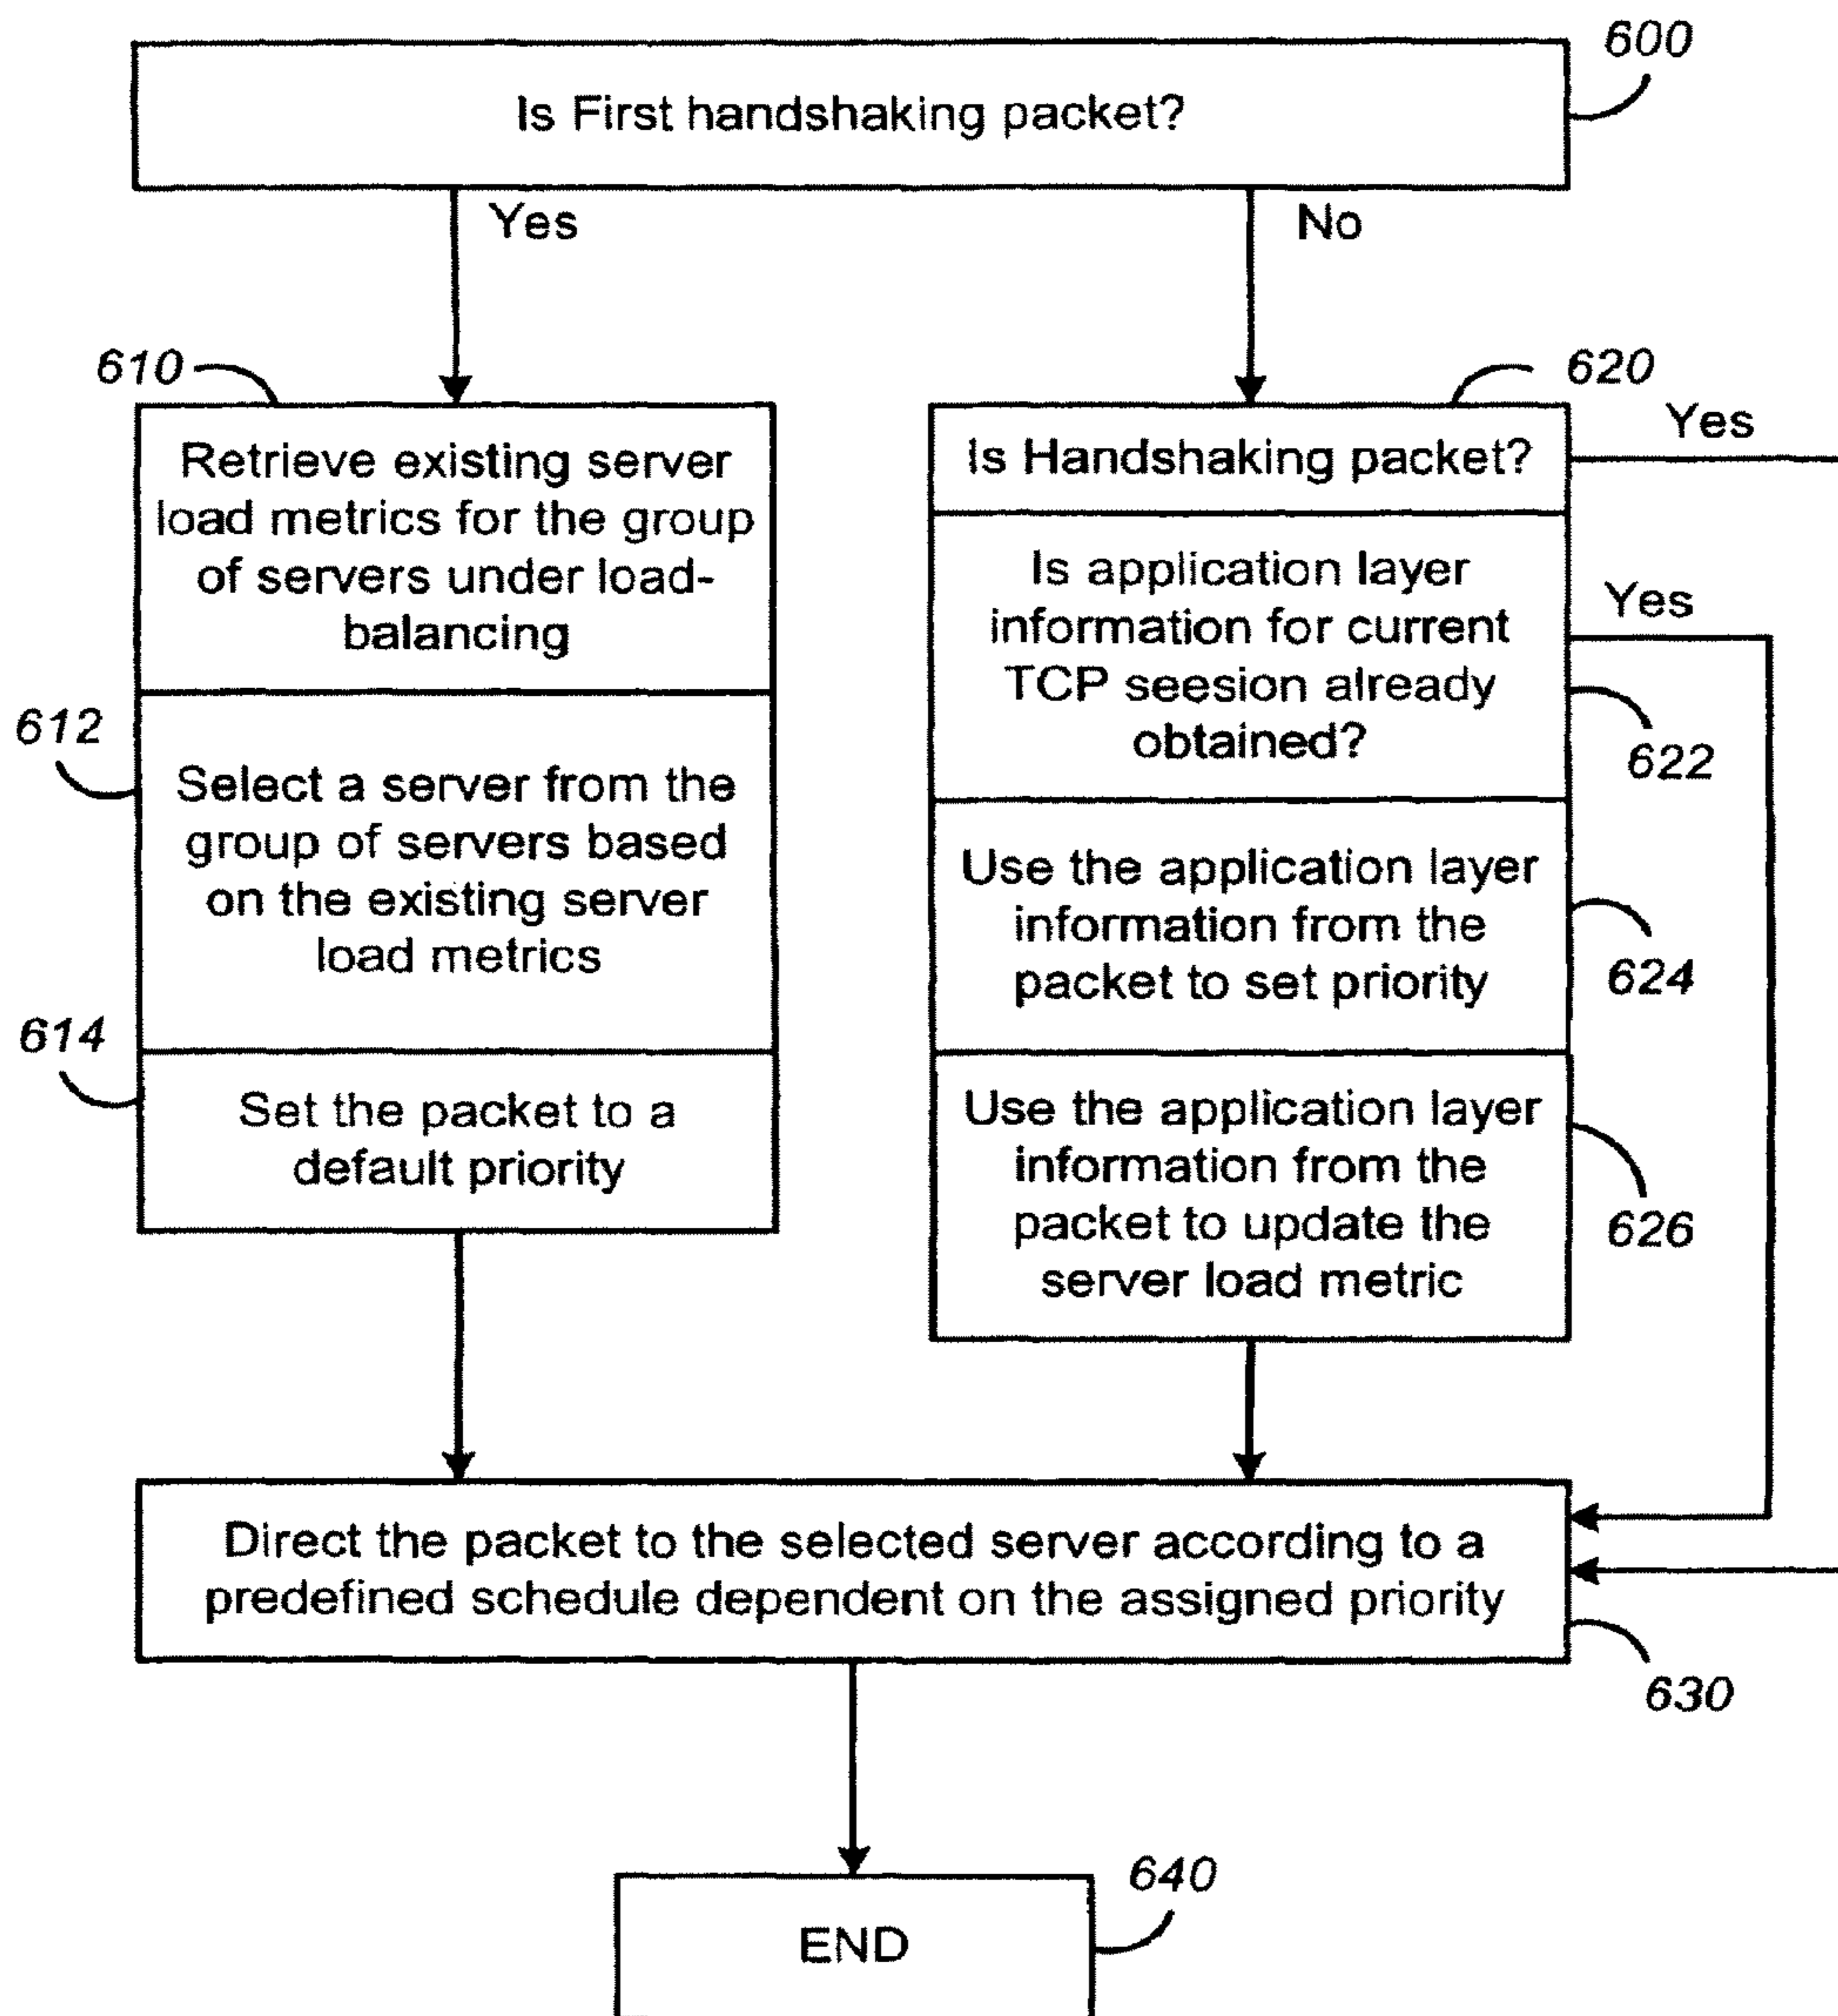 600
Is First handshaking packet?
Yes
No
610
Retrieve existing server
load metrics for the group
of servers under load-
balancing
612
Select a server from the
group of servers based
on the existing server
load metrics
614
Set the packet to a
default priority
620
Is Handshaking packet?
Yes
Is application layer
information for current
TCP seesion already
obtained?
Yes
622
Use the application layer
information from the
packet to set priority
624
Use the application layer
information from the
packet to update the
server load metric
626
Direct the packet to the selected server according to a
predefined schedule dependent on the assigned priority
630
640
END